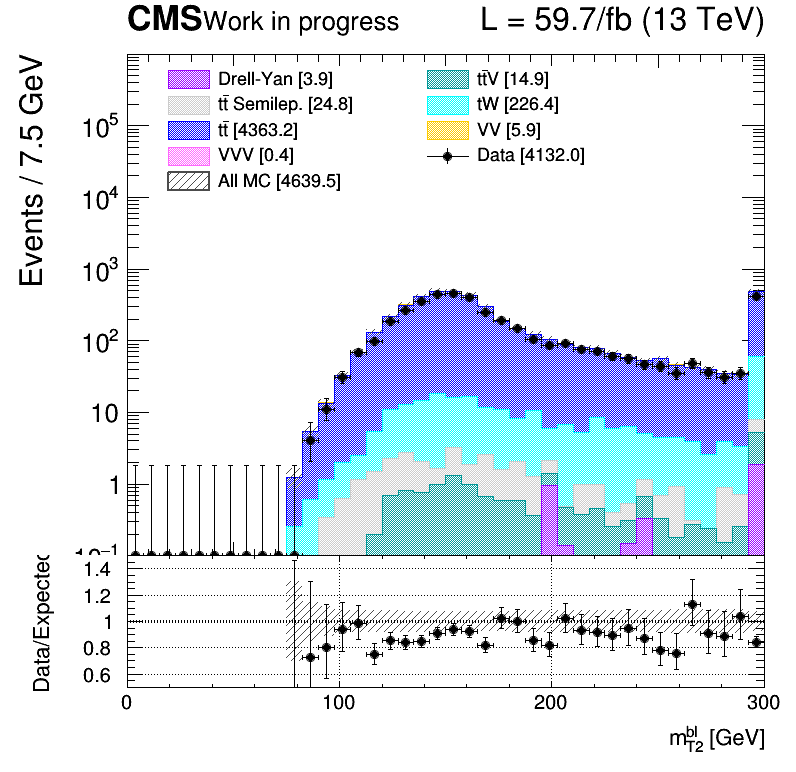 CMS Work in progress L = 59.7/fb (13 TeV)
Events / 7.5 GeV
Drell-Yan [3.9]
tt̄ Semilep. [24.8]
tt̄ [4363.2]
VVV [0.4]
All MC [4639.5]
tt̄V [14.9]
tW [226.4]
VV [5.9]
Data [4132.0]
10⁵
10⁴
10³
10²
10
1
10⁻¹
Data/Expected
1.4
1.2
1
0.8
0.6
0 100 200 300
m_{T2}^{bl} [GeV]